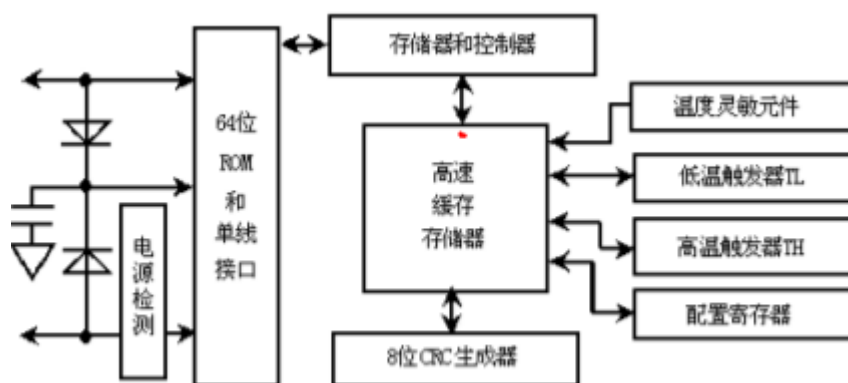 存储器和控制器
64位
ROM
和
单线
接口
电
源
检
测
高速
缓存
存储器
温度灵敏元件
低温触发器TL
高温触发器TH
配置寄存器
8位CRC生成器